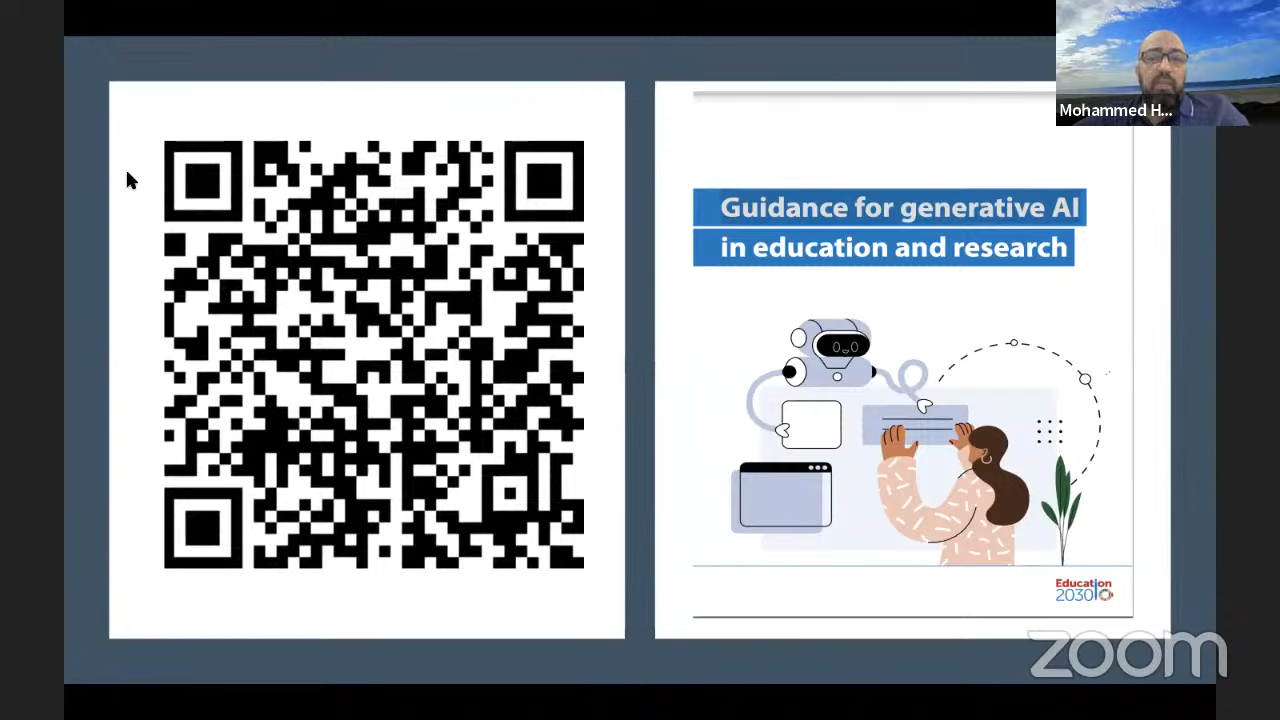 Mohammed H...
Guidance for generative AI
in education and research
Education
2030
zoom